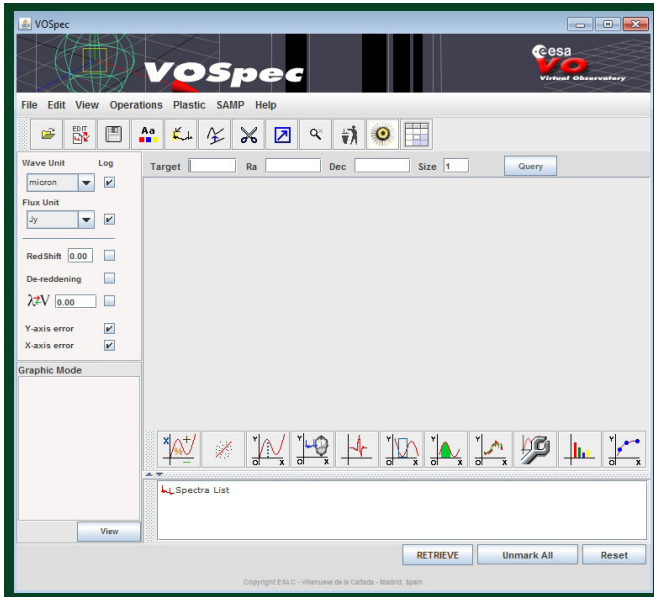 VOSpec
VOSpec
esa
VO
Virtual Observatory
File Edit View Operations Plastic SAMP Help
EDIT
Aa
Wave Unit Log
Target Ra Dec Size 1 Query
micron
Flux Unit
Jy
RedShift 0.00
De-reddening
λ⇄V 0.00
Y-axis error
X-axis error
Graphic Mode
Spectra List
View
RETRIEVE Unmark All Reset
Copyright ESAC - Villanueva de la Cañada - Madrid, Spain